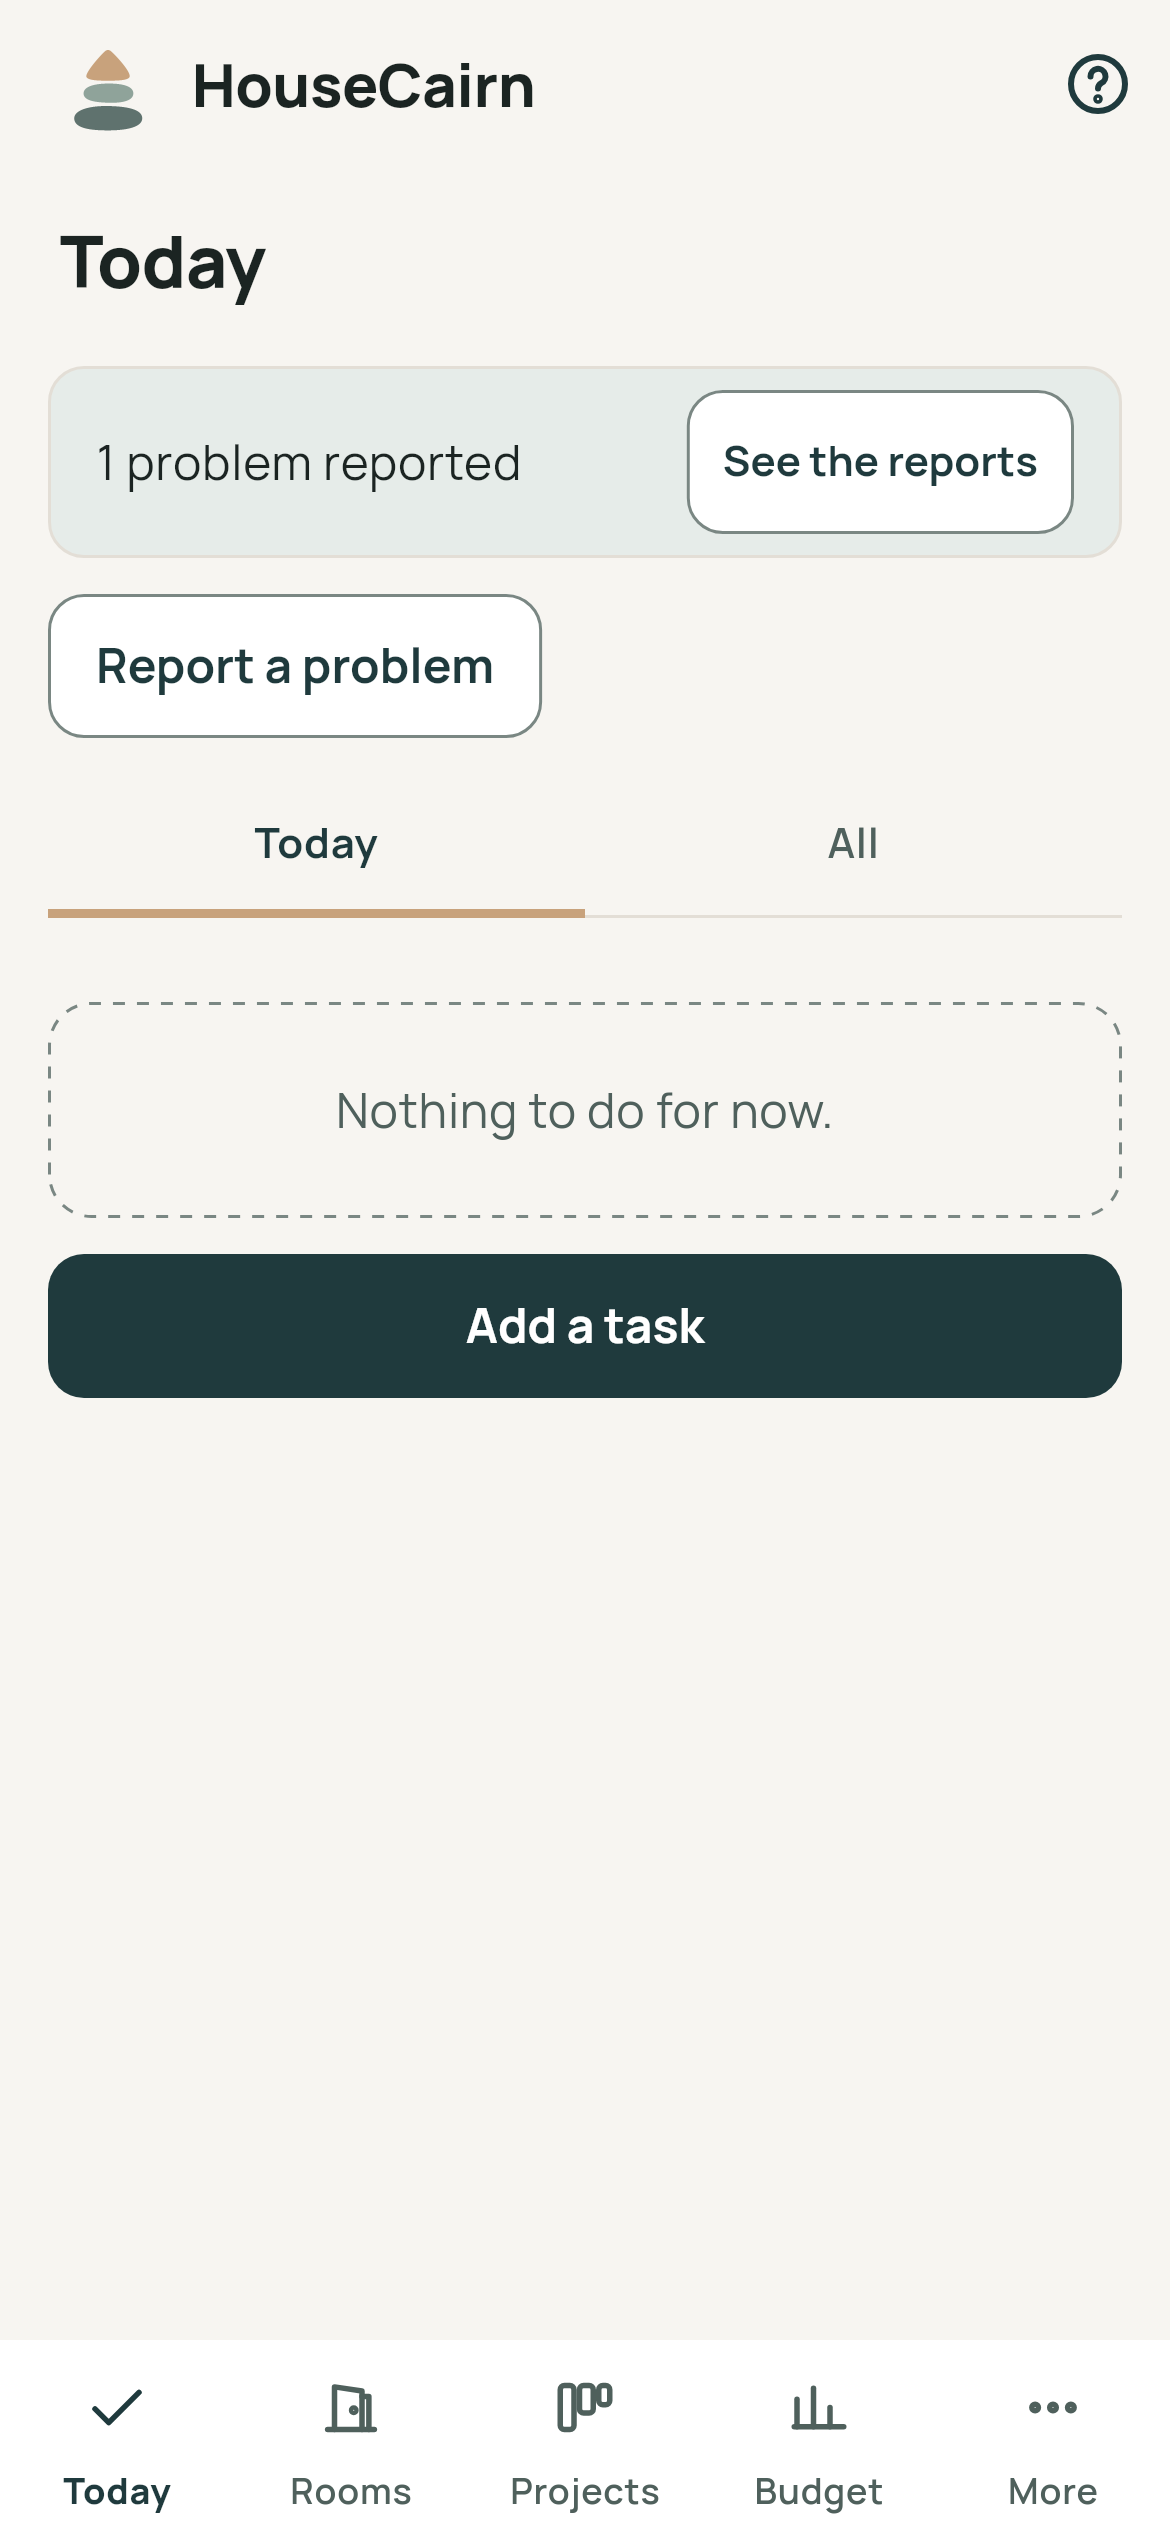 HouseCairn
Today
1 problem reported
See the reports
Report a problem
Today
All
Nothing to do for now.
Add a task
Today
Rooms
Projects
Budget
More